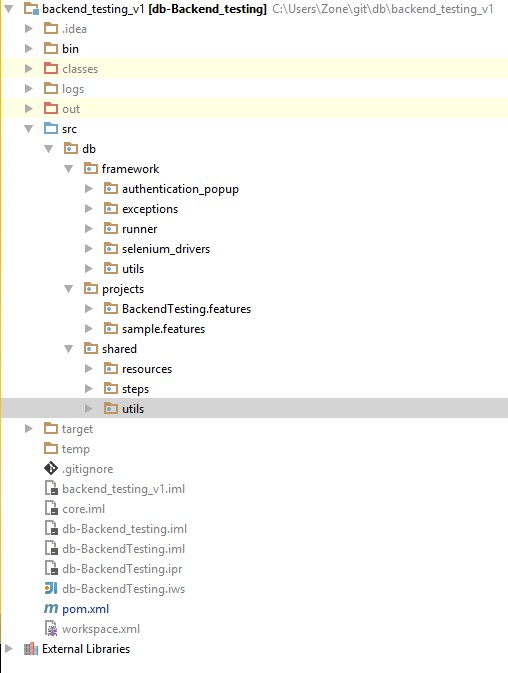 backend_testing_v1 [db-Backend_testing] C:\Users\Zone\git\db\backend_testing_v1
.idea
bin
classes
logs
out
src
db
framework
authentication_popup
exceptions
runner
selenium_drivers
utils
projects
BackendTesting.features
sample.features
shared
resources
steps
utils
target
temp
.gitignore
backend_testing_v1.iml
core.iml
db-Backend_testing.iml
db-BackendTesting.iml
db-BackendTesting.ipr
db-BackendTesting.iws
pom.xml
workspace.xml
External Libraries